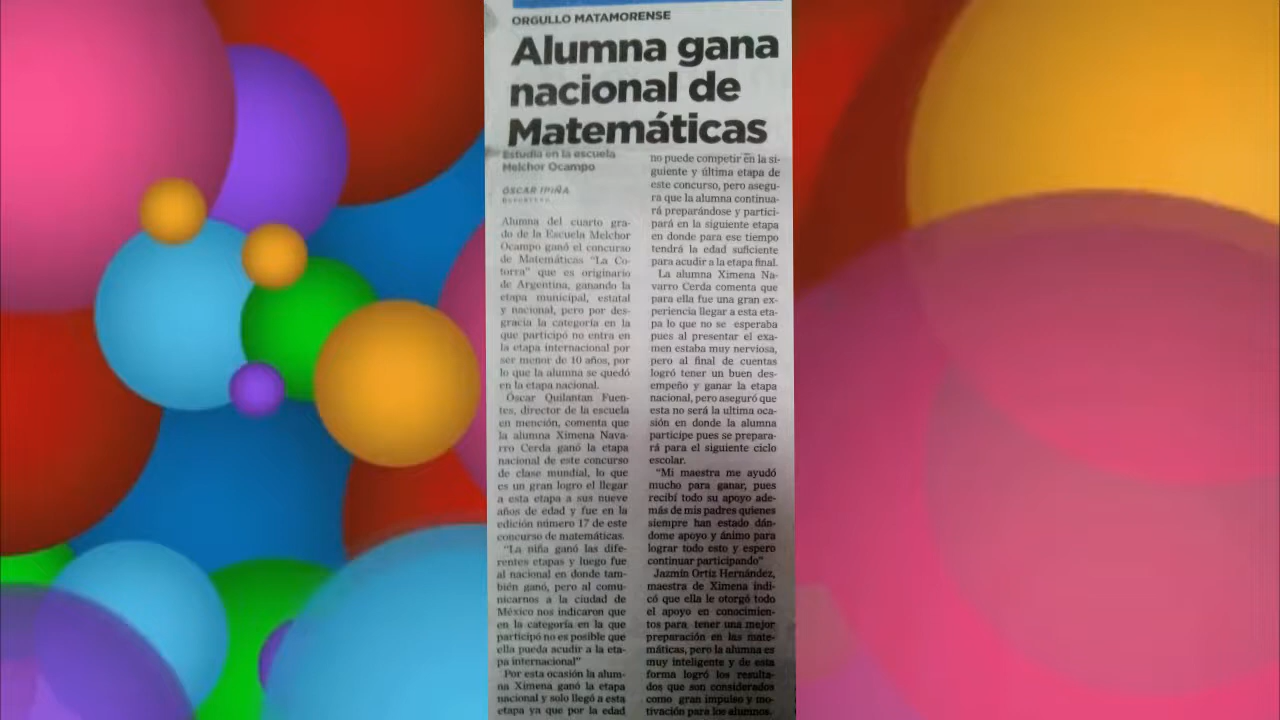 ORGULLO MATAMORENSE
Alumna gana
nacional de
Matemáticas
Estudia en la escuela
Melchor Ocampo
ÓSCAR IPIÑA
REPORTERO
Alumna del cuarto gra-
do de la Escuela Melchor
Ocampo ganó el concurso
de Matemáticas “La Co-
torra” que es originario
de Argentina, ganando la
etapa municipal, estatal
y nacional, pero por des-
gracia la categoría en la
que participó no entra en
la etapa internacional por
ser menor de 10 años, por
lo que la alumna se quedó
en la etapa nacional.
Óscar Quilantan Fuen-
tes, director de la escuela
en mención, comenta que
la alumna Ximena Nava-
rro Cerda ganó la etapa
nacional de este concurso
de clase mundial, lo que
es un gran logro el llegar
a esta etapa a sus nueve
años de edad y fue en la
edición número 17 de este
concurso de matemáticas.
“La niña ganó las dife-
rentes etapas y luego fue
al nacional en donde tam-
bién ganó, pero al comu-
nicarnos a la ciudad de
México nos indicaron que
en la categoría en la que
participó no es posible que
ella pueda acudir a la eta-
pa internacional”
Por esta ocasión la alum-
na Ximena ganó la etapa
nacional y solo llegó a esta
etapa ya que por la edad
no puede competir en la si-
guiente y última etapa de
este concurso, pero asegu-
ra que la alumna continua-
rá preparándose y partici-
pará en la siguiente etapa
en donde para ese tiempo
tendrá la edad suficiente
para acudir a la etapa final.
La alumna Ximena Na-
varro Cerda comenta que
para ella fue una gran ex-
periencia llegar a esta eta-
pa lo que no se esperaba
pues al presentar el exa-
men estaba muy nerviosa,
pero al final de cuentas
logró tener un buen des-
empeño y ganar la etapa
nacional, pero aseguró que
esta no será la ultima oca-
sión en donde la alumna
participe pues se prepara-
rá para el siguiente ciclo
escolar.
“Mi maestra me ayudó
mucho para ganar, pues
recibí todo su apoyo ade-
más de mis padres quienes
siempre han estado dán-
dome apoyo y ánimo para
lograr todo esto y espero
continuar participando”
Jazmín Ortiz Hernández,
maestra de Ximena indi-
có que ella le otorgó todo
el apoyo en conocimien-
tos para tener una mejor
preparación en las mate-
máticas, pero la alumna es
muy inteligente y de esta
forma logró los resulta-
dos que son considerados
como gran impulso y mo-
tivación para los alumnos.